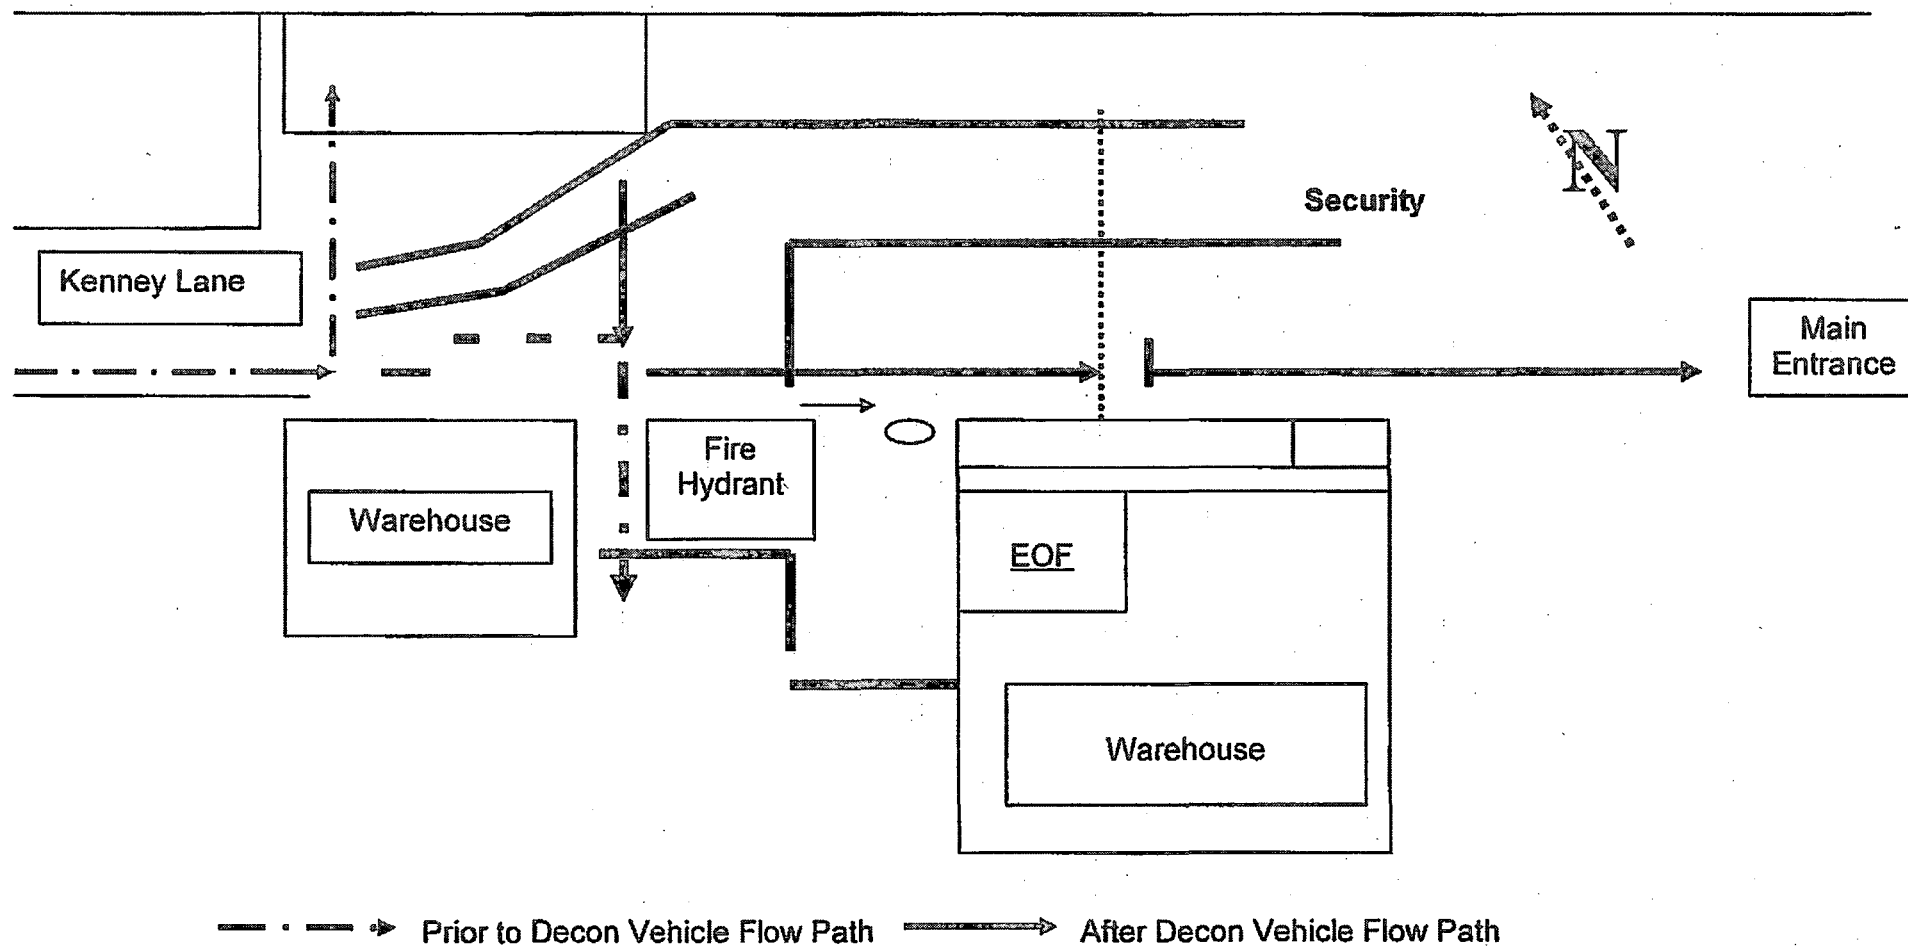 N
Security
Kenney Lane
Main
Entrance
Fire
Hydrant
Warehouse
EOF
Warehouse
Prior to Decon Vehicle Flow Path
After Decon Vehicle Flow Path